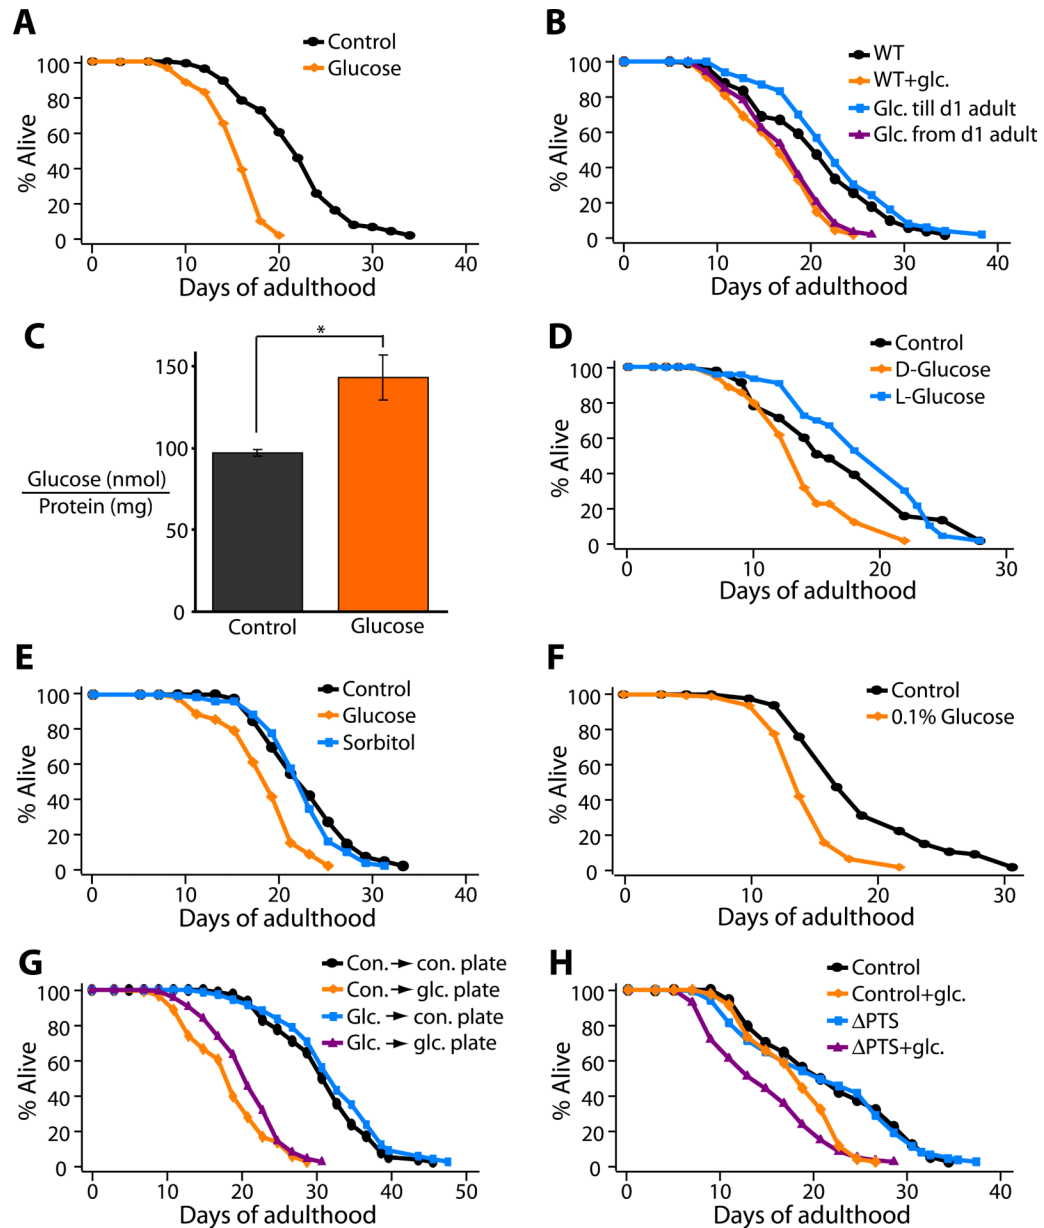 A
Control
Glucose
% Alive
100
80
60
40
20
0
0 10 20 30 40
Days of adulthood
B
WT
WT+glc.
Glc. till d1 adult
Glc. from d1 adult
% Alive
100
80
60
40
20
0
0 10 20 30 40
Days of adulthood
C
*
150
100
50
0
Glucose (nmol)
Protein (mg)
Control Glucose
D
Control
D-Glucose
L-Glucose
% Alive
100
80
60
40
20
0
0 10 20 30
Days of adulthood
E
Control
Glucose
Sorbitol
% Alive
100
80
60
40
20
0
0 10 20 30 40
Days of adulthood
F
Control
0.1% Glucose
% Alive
100
80
60
40
20
0
0 10 20 30
Days of adulthood
G
Con.→ con. plate
Con.→ glc. plate
Glc. → con. plate
Glc. → glc. plate
% Alive
100
80
60
40
20
0
0 10 20 30 40 50
Days of adulthood
H
Control
Control+glc.
ΔPTS
ΔPTS+glc.
% Alive
100
80
60
40
20
0
0 10 20 30 40
Days of adulthood